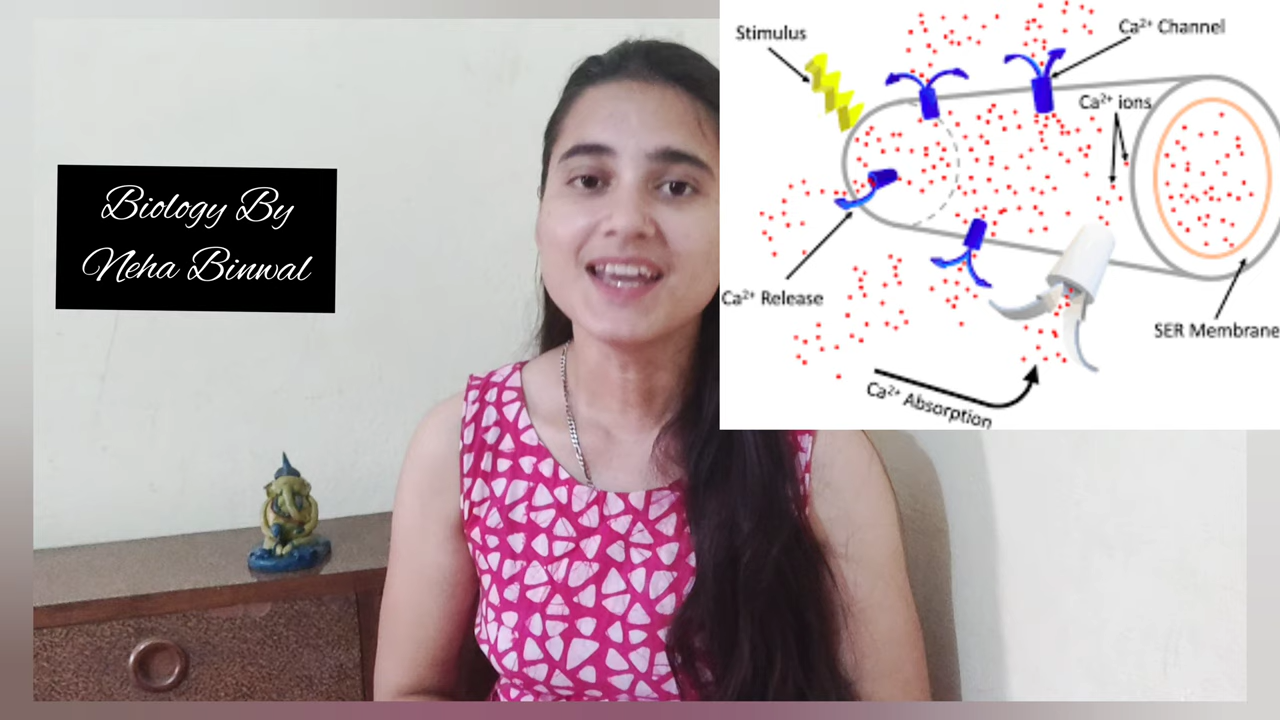 Biology By
Neha Binwal
Stimulus
Ca²⁺ Channel
Ca²⁺ ions
Ca²⁺ Release
SER Membrane
Ca²⁺ Absorption